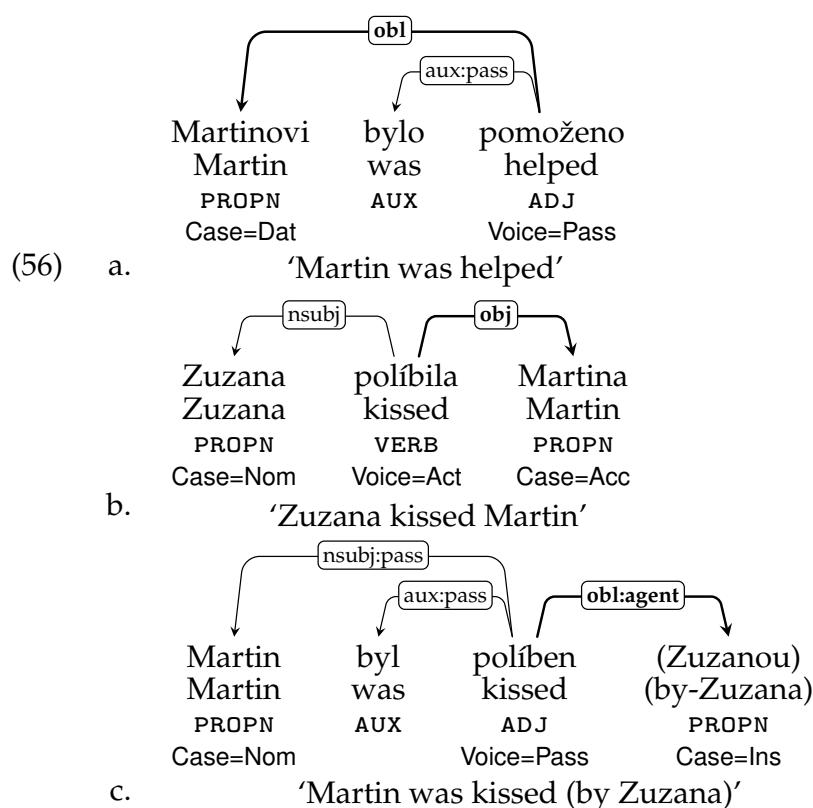 obl
aux:pass
Martinovi bylo pomoženo
Martin was helped
PROPN AUX ADJ
Case=Dat Voice=Pass
(56) a. ‘Martin was helped’
nsubj obj
Zuzana políbila Martina
Zuzana kissed Martin
PROPN VERB PROPN
Case=Nom Voice=Act Case=Acc
b. ‘Zuzana kissed Martin’
nsubj:pass
aux:pass obl:agent
Martin byl políben (Zuzanou)
Martin was kissed (by-Zuzana)
PROPN AUX ADJ PROPN
Case=Nom Voice=Pass Case=Ins
c. ‘Martin was kissed (by Zuzana)’